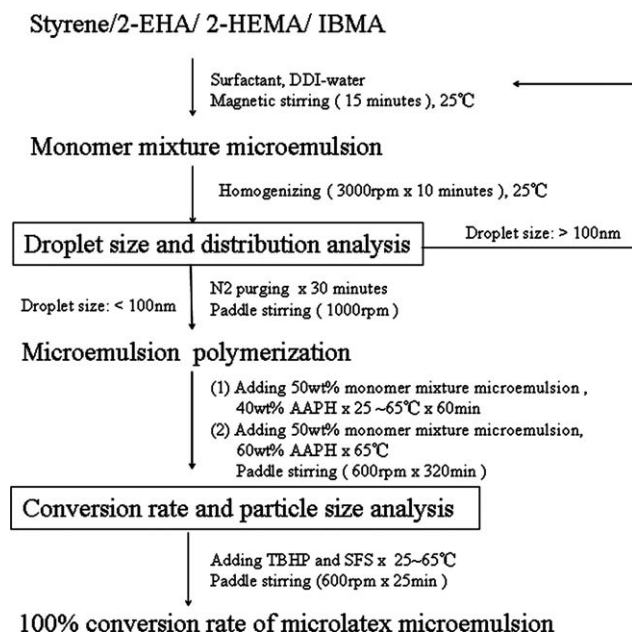 Styrene/2-EHA/ 2-HEMA/ IBMA
Surfactant, DDI-water
Magnetic stirring ( 15 minutes ), 25℃
Monomer mixture microemulsion
Homogenizing ( 3000rpm x 10 minutes ), 25℃
Droplet size and distribution analysis
Droplet size: > 100nm
N2 purging x 30 minutes
Droplet size: < 100nm
Paddle stirring ( 1000rpm )
Microemulsion polymerization
(1) Adding 50wt% monomer mixture microemulsion ,
40wt% AAPH x 25 ~65℃ x 60min
(2) Adding 50wt% monomer mixture microemulsion,
60wt% AAPH x 65℃
Paddle stirring ( 600rpm x 320min )
Conversion rate and particle size analysis
Adding TBHP and SFS x 25~65℃
Paddle stirring (600rpm x 25min )
100% conversion rate of microlatex microemulsion